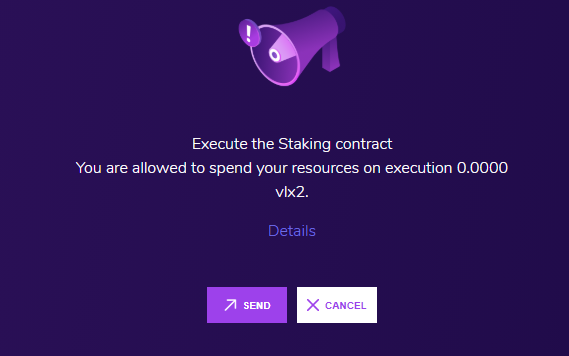 Execute the Staking contract
You are allowed to spend your resources on execution 0.0000
vlx2.
Details
SEND
CANCEL